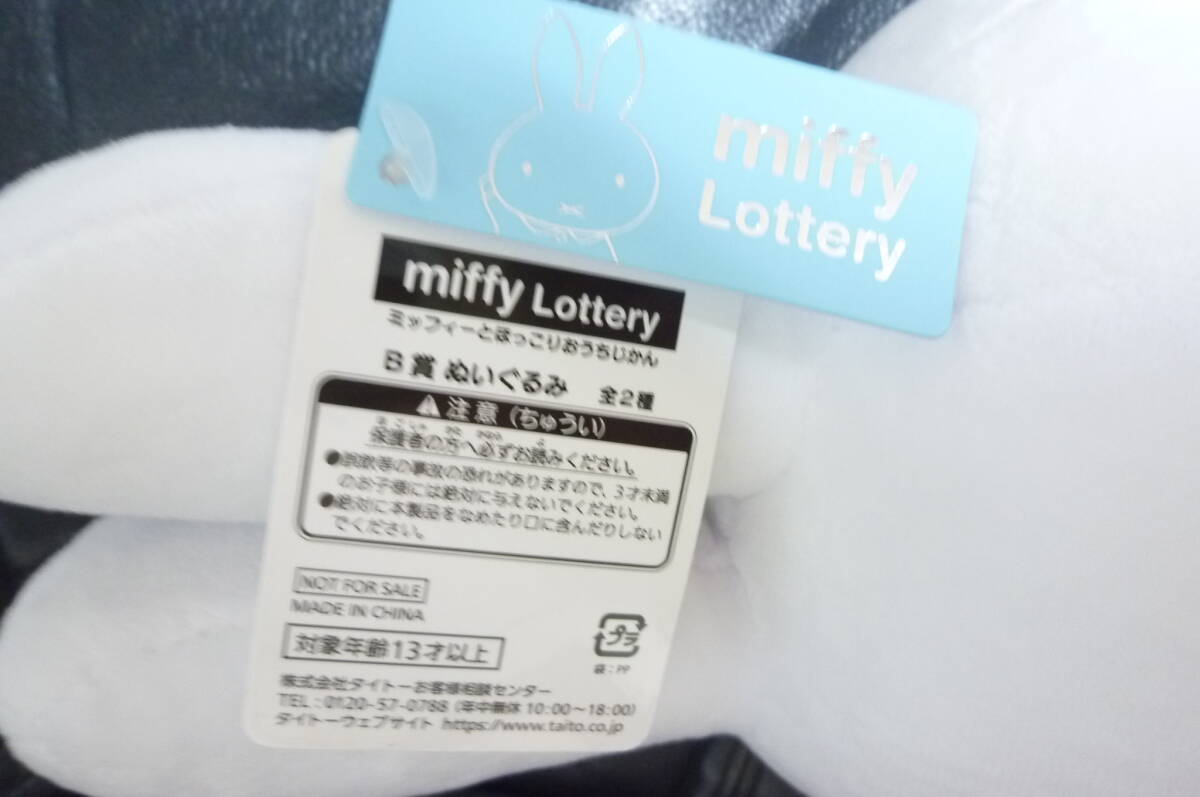 miffy
Lottery
miffy Lottery
ミッフィーとほっこりおうちじかん
B賞 ぬいぐるみ 全2種
注意（ちゅうい）
保護者の方へ必ずお読みください。
●誤飲等の事故の恐れがありますので、3才未満
のお子様には絶対に与えないでください。
●絶対に本製品をなめたり口に含んだりしない
でください。
NOT FOR SALE
MADE IN CHINA
対象年齢13才以上
プラ
袋：PP
株式会社タイトーお客様相談センター
TEL：0120-57-0788（年中無休 10:00～18:00）
タイトーウェブサイト https://www.taito.co.jp